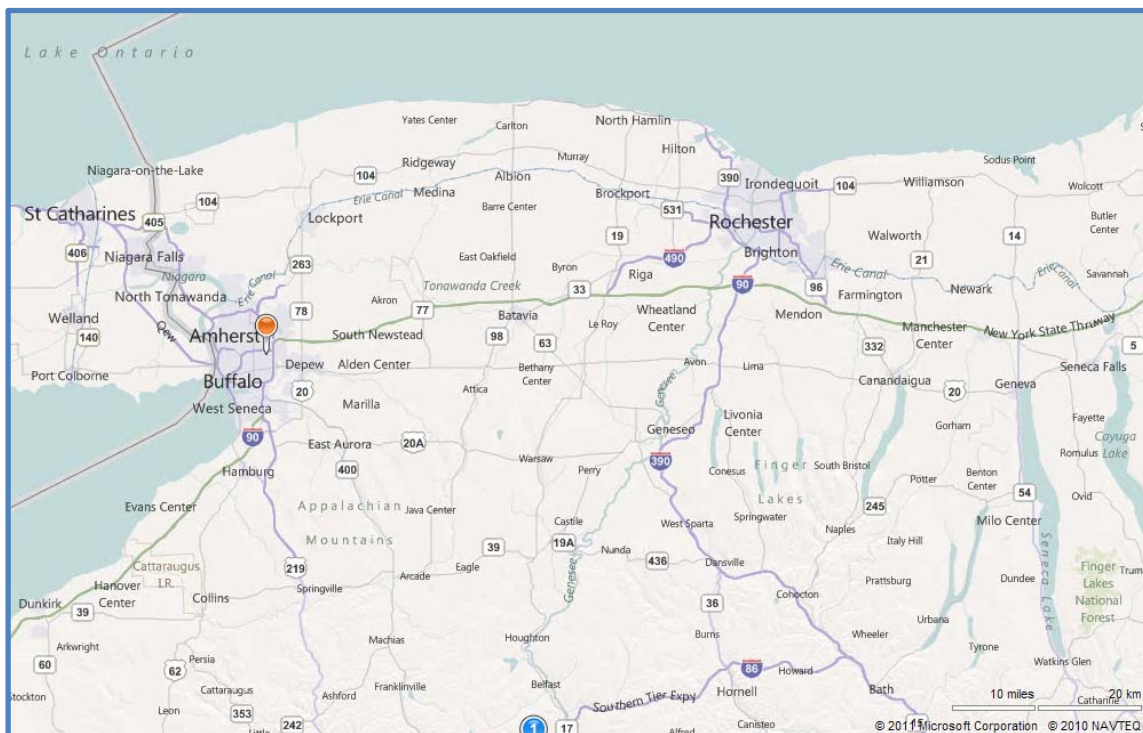 Lake Ontario
Yates Center
Carlton
North Hamlin
Hilton
Sodus Point
Niagara-on-the-Lake
104
Ridgeway
Murray
390
Irondequoit
104
Williamson
Wolcott
Erie Canal
Medina
Albion
Brockport
St Catharines
405
104
Lockport
Barre Center
531
Rochester
Butler
Center
406
Niagara Falls
19
Walworth
14
263
East Oakfield
Byron
490
Brighton
21
Niagara
Erie Canal
Riga
Erie Canal
Erie
Savannah
North Tonawanda
Akron
Tonawanda Creek
33
90
96
Farmington
Newark
Welland
Qew
78
77
Batavia
Wheatland
Center
Mendon
140
Amherst
South Newstead
98
63
Le Roy
Manchester
Center
New York State Thruway
332
5
Port Colborne
Depew
Alden Center
Bethany
Center
Avon
Lima
Seneca Falls
Buffalo
20
Attica
Genesee
Canandaigua
20
Geneva
West Seneca
Marilla
Livonia
Center
Fayette
90
East Aurora
20A
Geneseo
Gorham
Cayuga
Lake
Hamburg
400
Warsaw
Perry
390
Conesus
Finger
Lakes
South Bristol
Potter
Benton
Center
Romulus
Evans Center
Appalachian
Mountains
Java Center
Castile
West Sparta
Springwater
245
54
Ovid
39
19A
Nunda
Naples
Milo Center
Cattaraugus
I.R.
219
Arcade
Eagle
Genesee
436
Dansville
Italy Hill
Seneca Lake
Hanover
Center
Springville
Prattsburg
Dundee
Finger
Lakes
National
Forest
Dunkirk
39
Collins
36
Cohocton
Urbana
Arkwright
Machias
Houghton
Burns
Wheeler
Tyrone
60
Persia
62
86
Howard
Watkins Glen
Stockton
Cattaraugus
Ashford
Franklinville
Belfast
Southern Tier Expy
Hornell
Bath
10 miles
20 km
Leon
353
242
1
17
Alfred
Canisteo
15
Catharine
© 2011 Microsoft Corporation © 2010 NAVTEQ